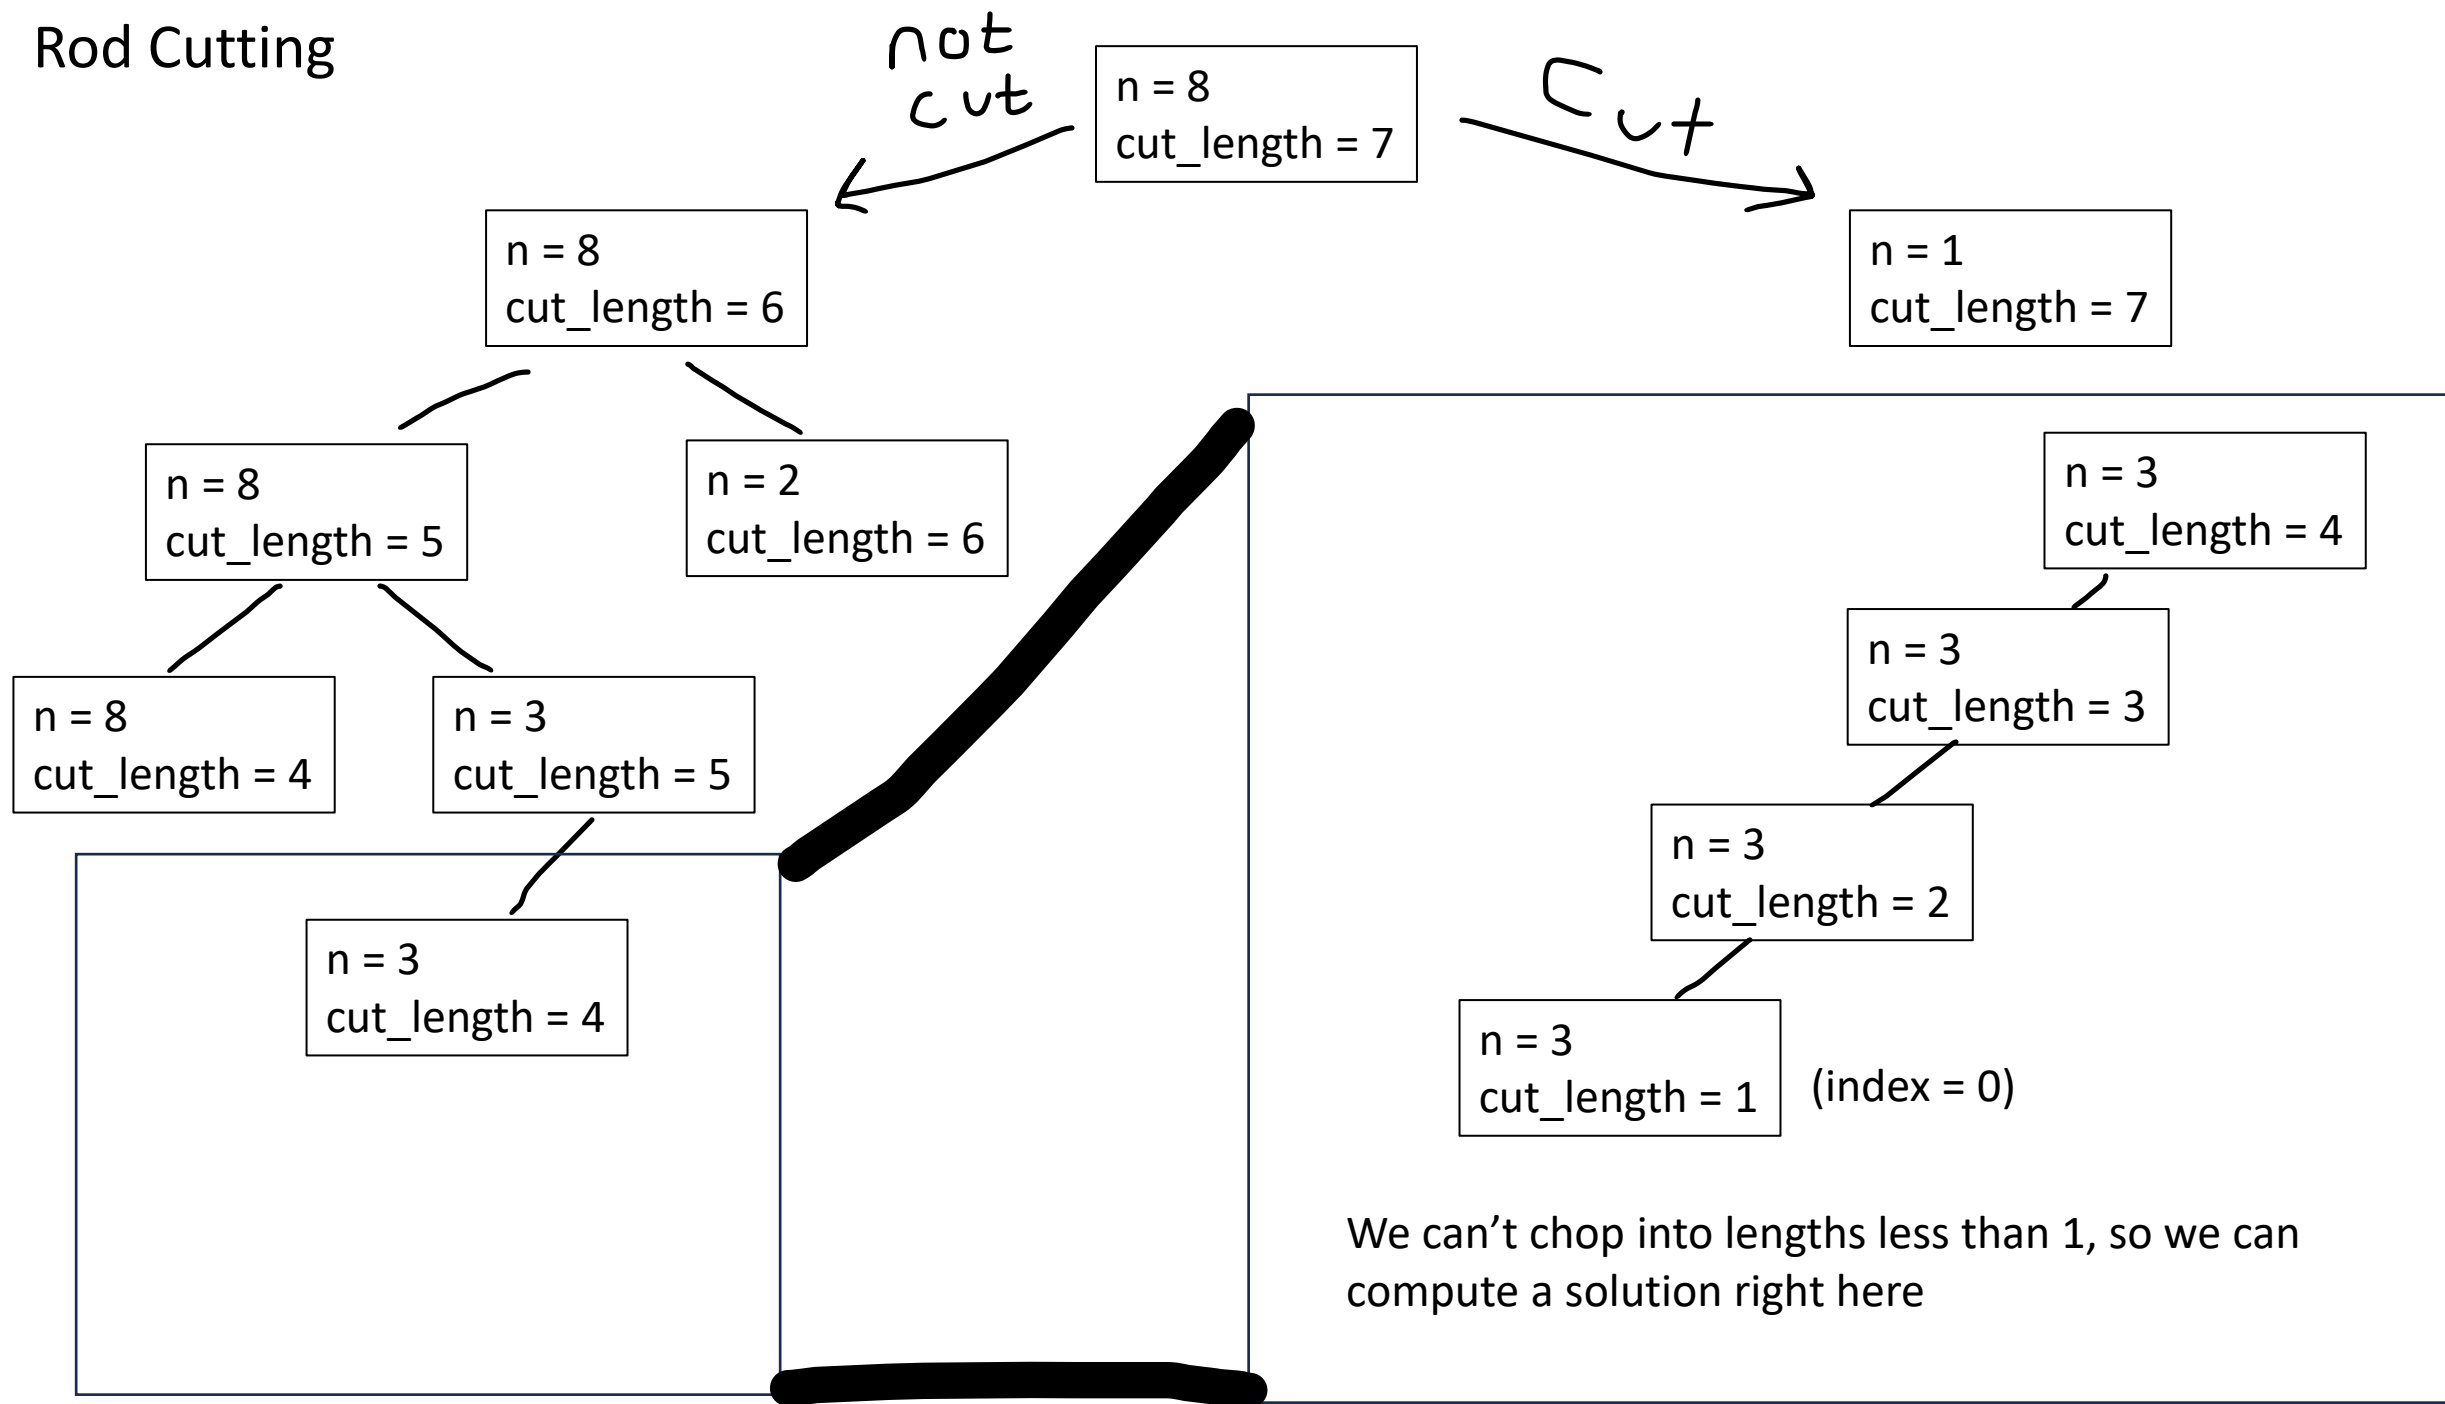 Rod Cutting
not
cut
n = 8
cut_length = 7
Cut
n = 8
cut_length = 6
n = 1
cut_length = 7
n = 8
cut_length = 5
n = 2
cut_length = 6
n = 8
cut_length = 4
n = 3
cut_length = 5
n = 3
cut_length = 4
n = 3
cut_length = 4
n = 3
cut_length = 3
n = 3
cut_length = 2
n = 3
cut_length = 1
(index = 0)
We can’t chop into lengths less than 1, so we can
compute a solution right here